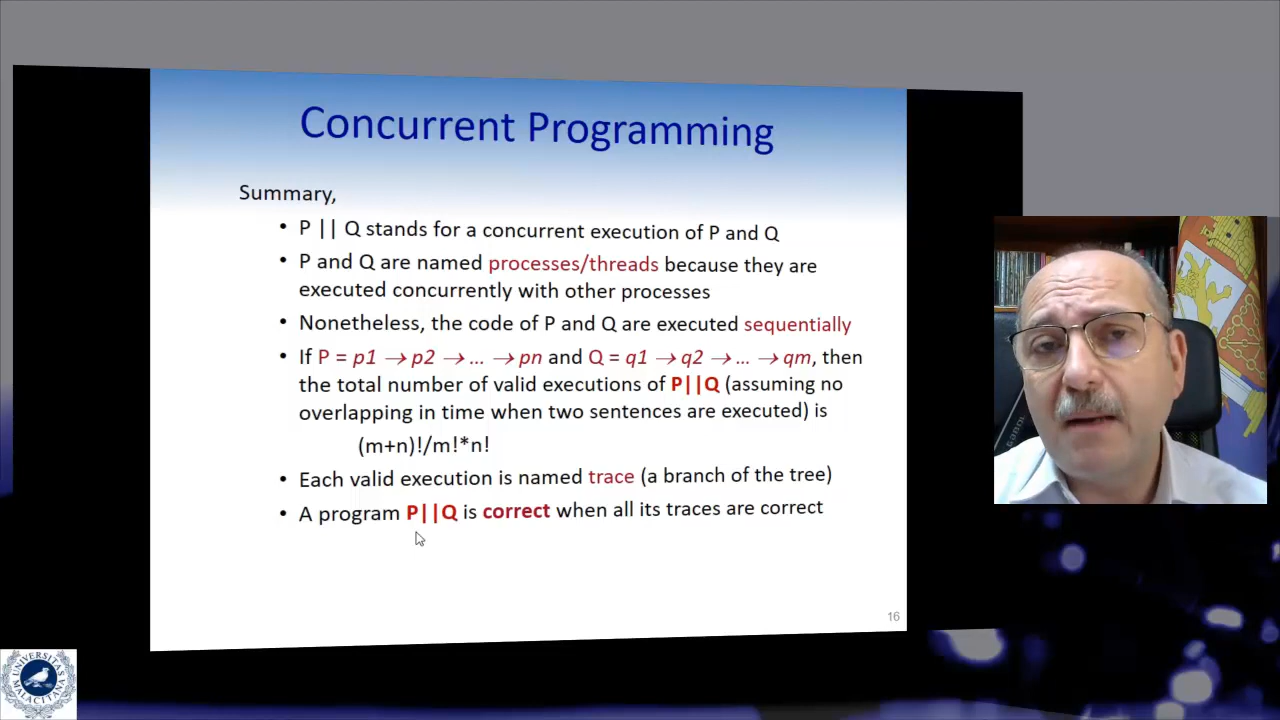 Concurrent Programming
Summary,
• P || Q stands for a concurrent execution of P and Q
• P and Q are named processes/threads because they are
executed concurrently with other processes
• Nonetheless, the code of P and Q are executed sequentially
• If P = p1 → p2 → ... → pn and Q = q1 → q2 → ... → qm, then
the total number of valid executions of P||Q (assuming no
overlapping in time when two sentences are executed) is
(m+n)!/m!*n!
• Each valid execution is named trace (a branch of the tree)
• A program P||Q is correct when all its traces are correct
16
UNIVERSITAS
MALACITANA